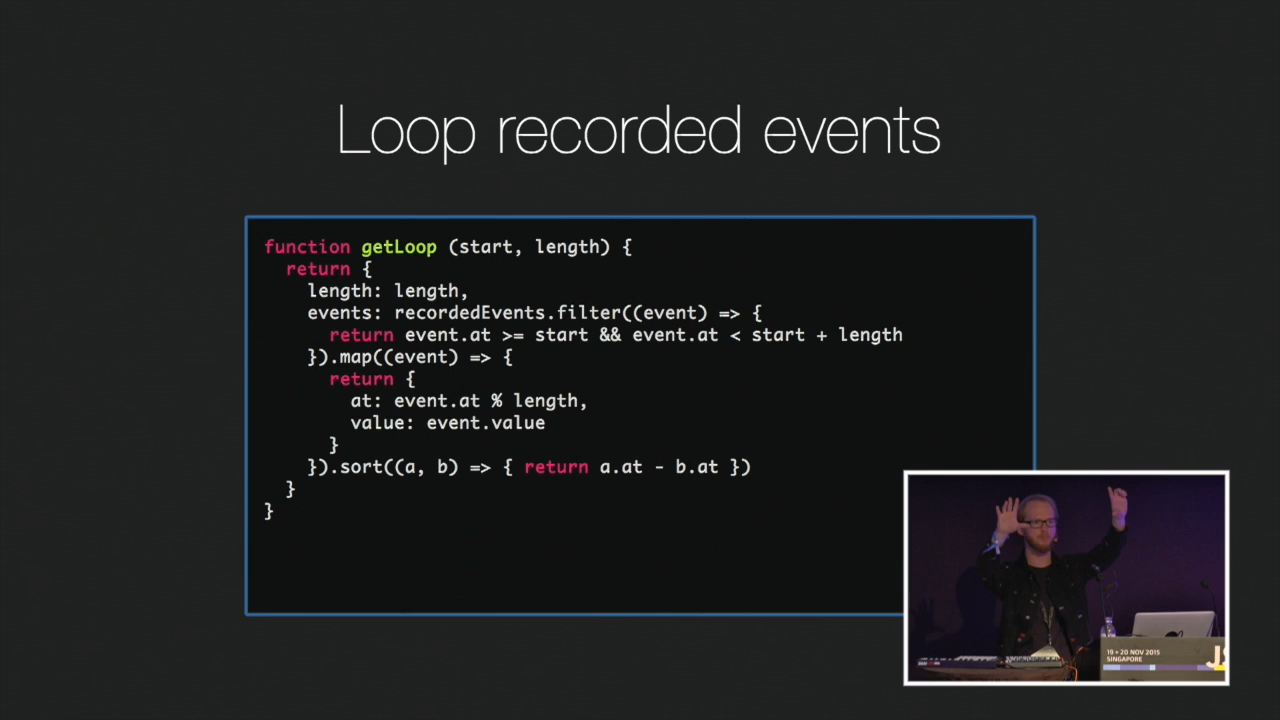 Loop recorded events
function getLoop (start, length) {
  return {
    length: length,
    events: recordedEvents.filter((event) => {
      return event.at >= start && event.at < start + length
    }).map((event) => {
      return {
        at: event.at % length,
        value: event.value
      }
    }).sort((a, b) => { return a.at - b.at })
  }
}
19 + 20 NOV 2015
SINGAPORE